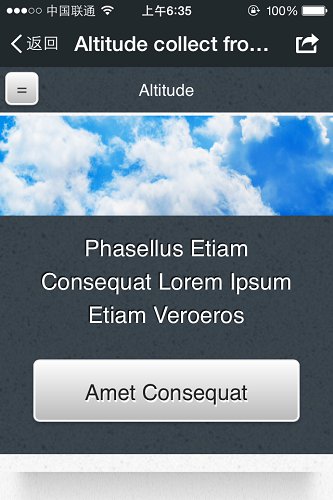 中国联通 上午6:35 100%
返回 Altitude collect fro...
= Altitude
Phasellus Etiam
Consequat Lorem Ipsum
Etiam Veroeros
Amet Consequat